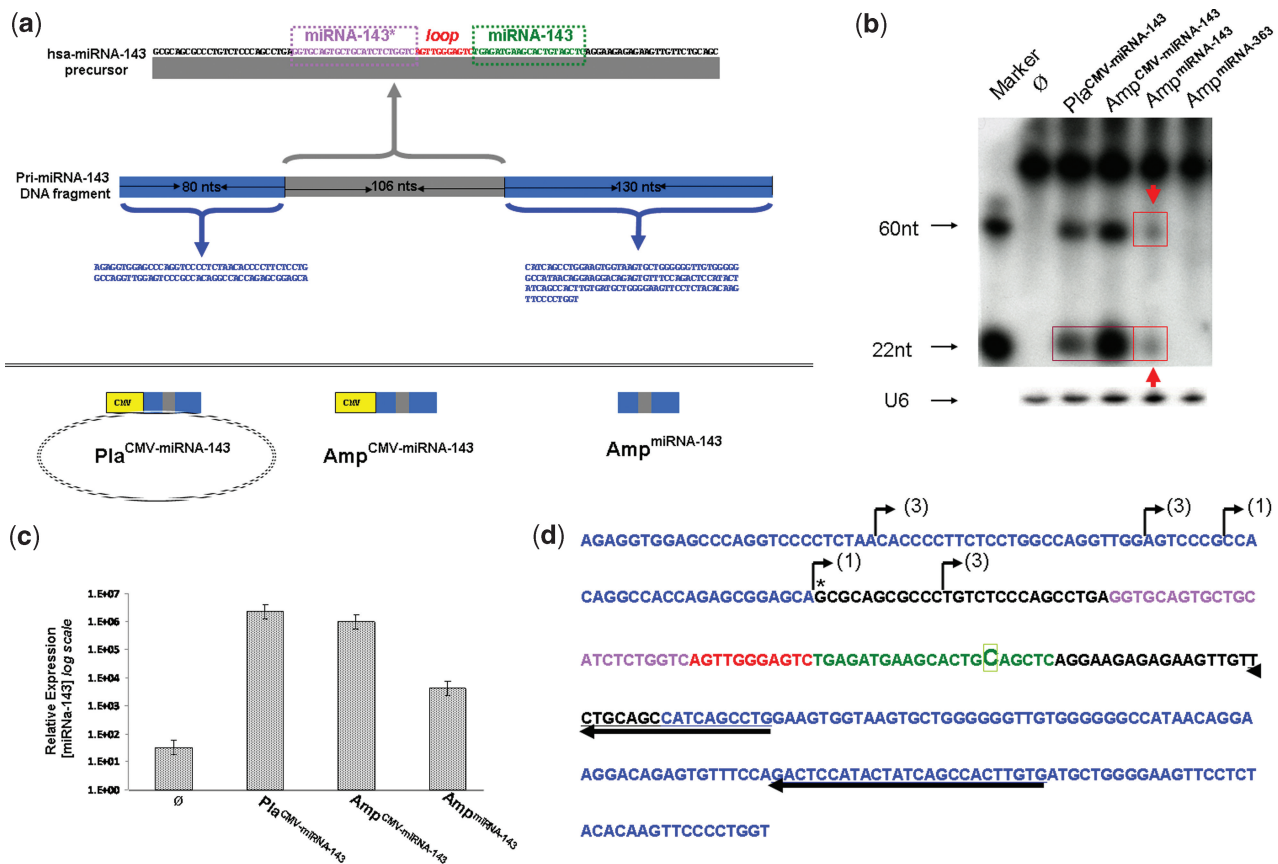 (a)
miRNA-143*
loop
miRNA-143
hsa-miRNA-143
precursor
GCGCAGCGCCCTGTCTCCCAGCCTGAGGTGCAGTGCTGCATCTCTGGTCAGTTGGGAGTCTGAGATGAAGCACTGTAGCTCAGGAAGAGAGAAGTTGTTCTGCAGC
Pri-miRNA-143
DNA fragment
80 nts
106 nts
130 nts
AGAGGTGGAGCCCAGGTCCCCTCTAACACCCCTTCTCCTG
GCCAGGTTGGAGTCCCGCCACAGGCCACCAGAGCGGAGCA
CATCAGCCTGGAAGTGGTAAGTGCTGGGGGGTTGTGGGGG
GCCATAACAGGAAGGACAGAGTGTTTCCAGACTCCATACT
ATCAGCCACTTGTGATGCTGGGGAAGTTCCTCTACACAAG
TTCCCCTGGT
CMV
Pla^CMV-miRNA-143
CMV
Amp^CMV-miRNA-143
Amp^miRNA-143
(b)
Marker
Ø
Pla^CMV-miRNA-143
Amp^CMV-miRNA-143
Amp^miRNA-143
Amp^miRNA-363
60nt
22nt
U6
(c)
Relative Expression
[miRNa-143] log scale
1.E+07
1.E+06
1.E+05
1.E+04
1.E+03
1.E+02
1.E+01
1.E+00
Ø
Pla^CMV-miRNA-143
Amp^CMV-miRNA-143
Amp^miRNA-143
(d)
(3) (3) (1)
AGAGGTGGAGCCCAGGTCCCCTCTAACACCCCTTCTCCTGGCCAGGTTGGAGTCCCGCCA
(1) (3)
*
CAGGCCACCAGAGCGGAGCAGCGCAGCGCCCTGTCTCCCAGCCTGAGGTGCAGTGCTGC
ATCTCTGGTCAGTTGGGAGTCTGAGATGAAGCACTGCAGCTCAGGAAGAGAGAAGTTGTT
CTGCAGCCATCAGCCTGGAAGTGGTAAGTGCTGGGGGGTTGTGGGGGGCCATAACAGGA
AGGACAGAGTGTTTCCAGACTCCATACTATCAGCCACTTGTGATGCTGGGGAAGTTCCTCT
ACACAAGTTCCCCTGGT